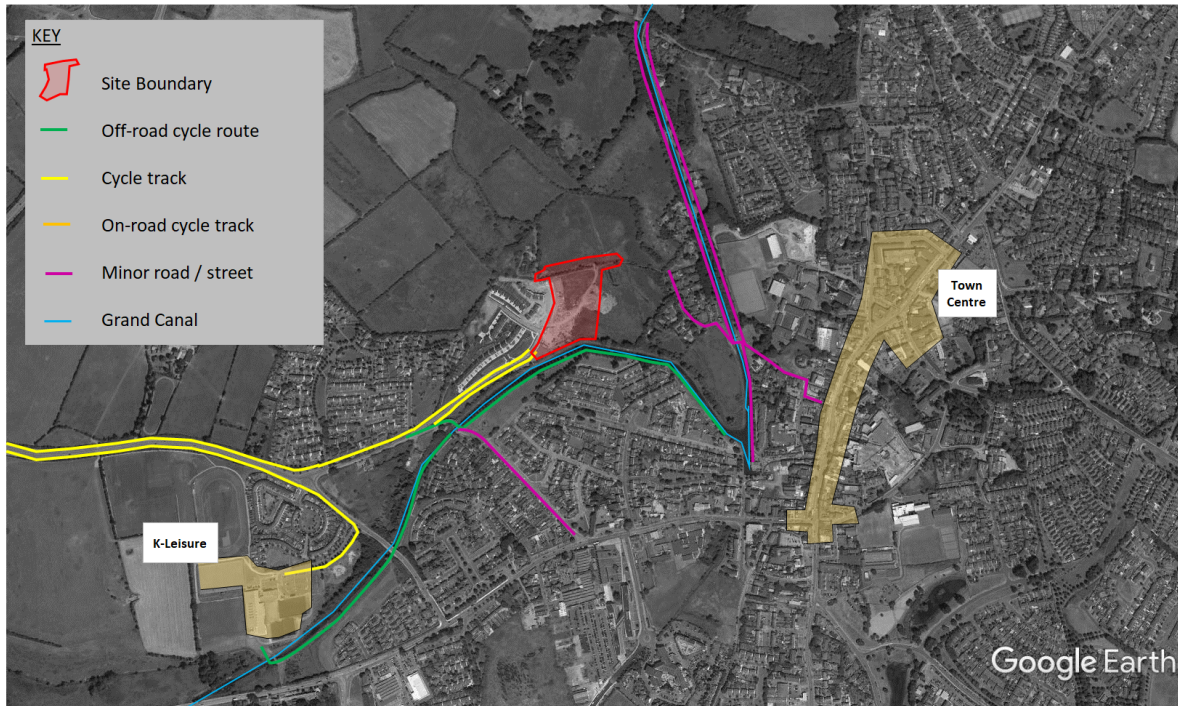 KEY
Site Boundary
Off-road cycle route
Cycle track
On-road cycle track
Minor road / street
Grand Canal
Town
Centre
K-Leisure
Google Earth